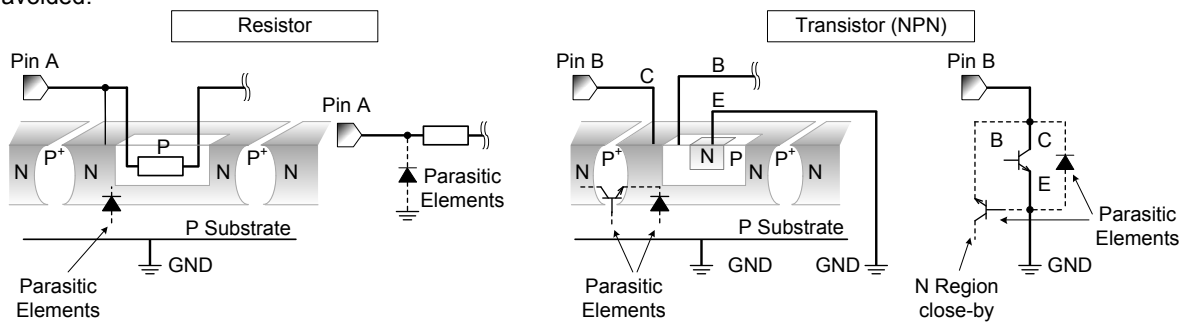 avoided.
Resistor
Transistor (NPN)
Pin A
Pin B
C
B
E
Pin B
Pin A
N
P+
N
P
N
P+
N
Parasitic
Elements
P Substrate
GND
Parasitic
Elements
N
P+
N
N
P
N
P+
N
P Substrate
GND
GND
Parasitic
Elements
B
C
E
Parasitic
Elements
GND
N Region
close-by